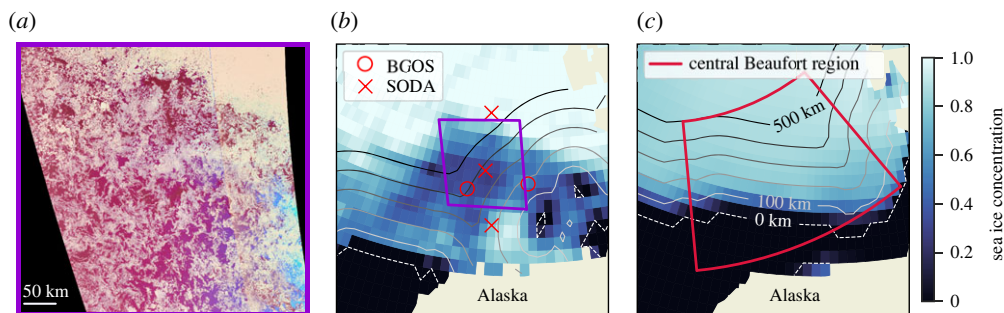 (a)
50 km
(b)
BGOS
SODA
Alaska
(c)
central Beaufort region
500 km
100 km
0 km
Alaska
1.0
0.8
0.6
0.4
0.2
0
sea ice concentration